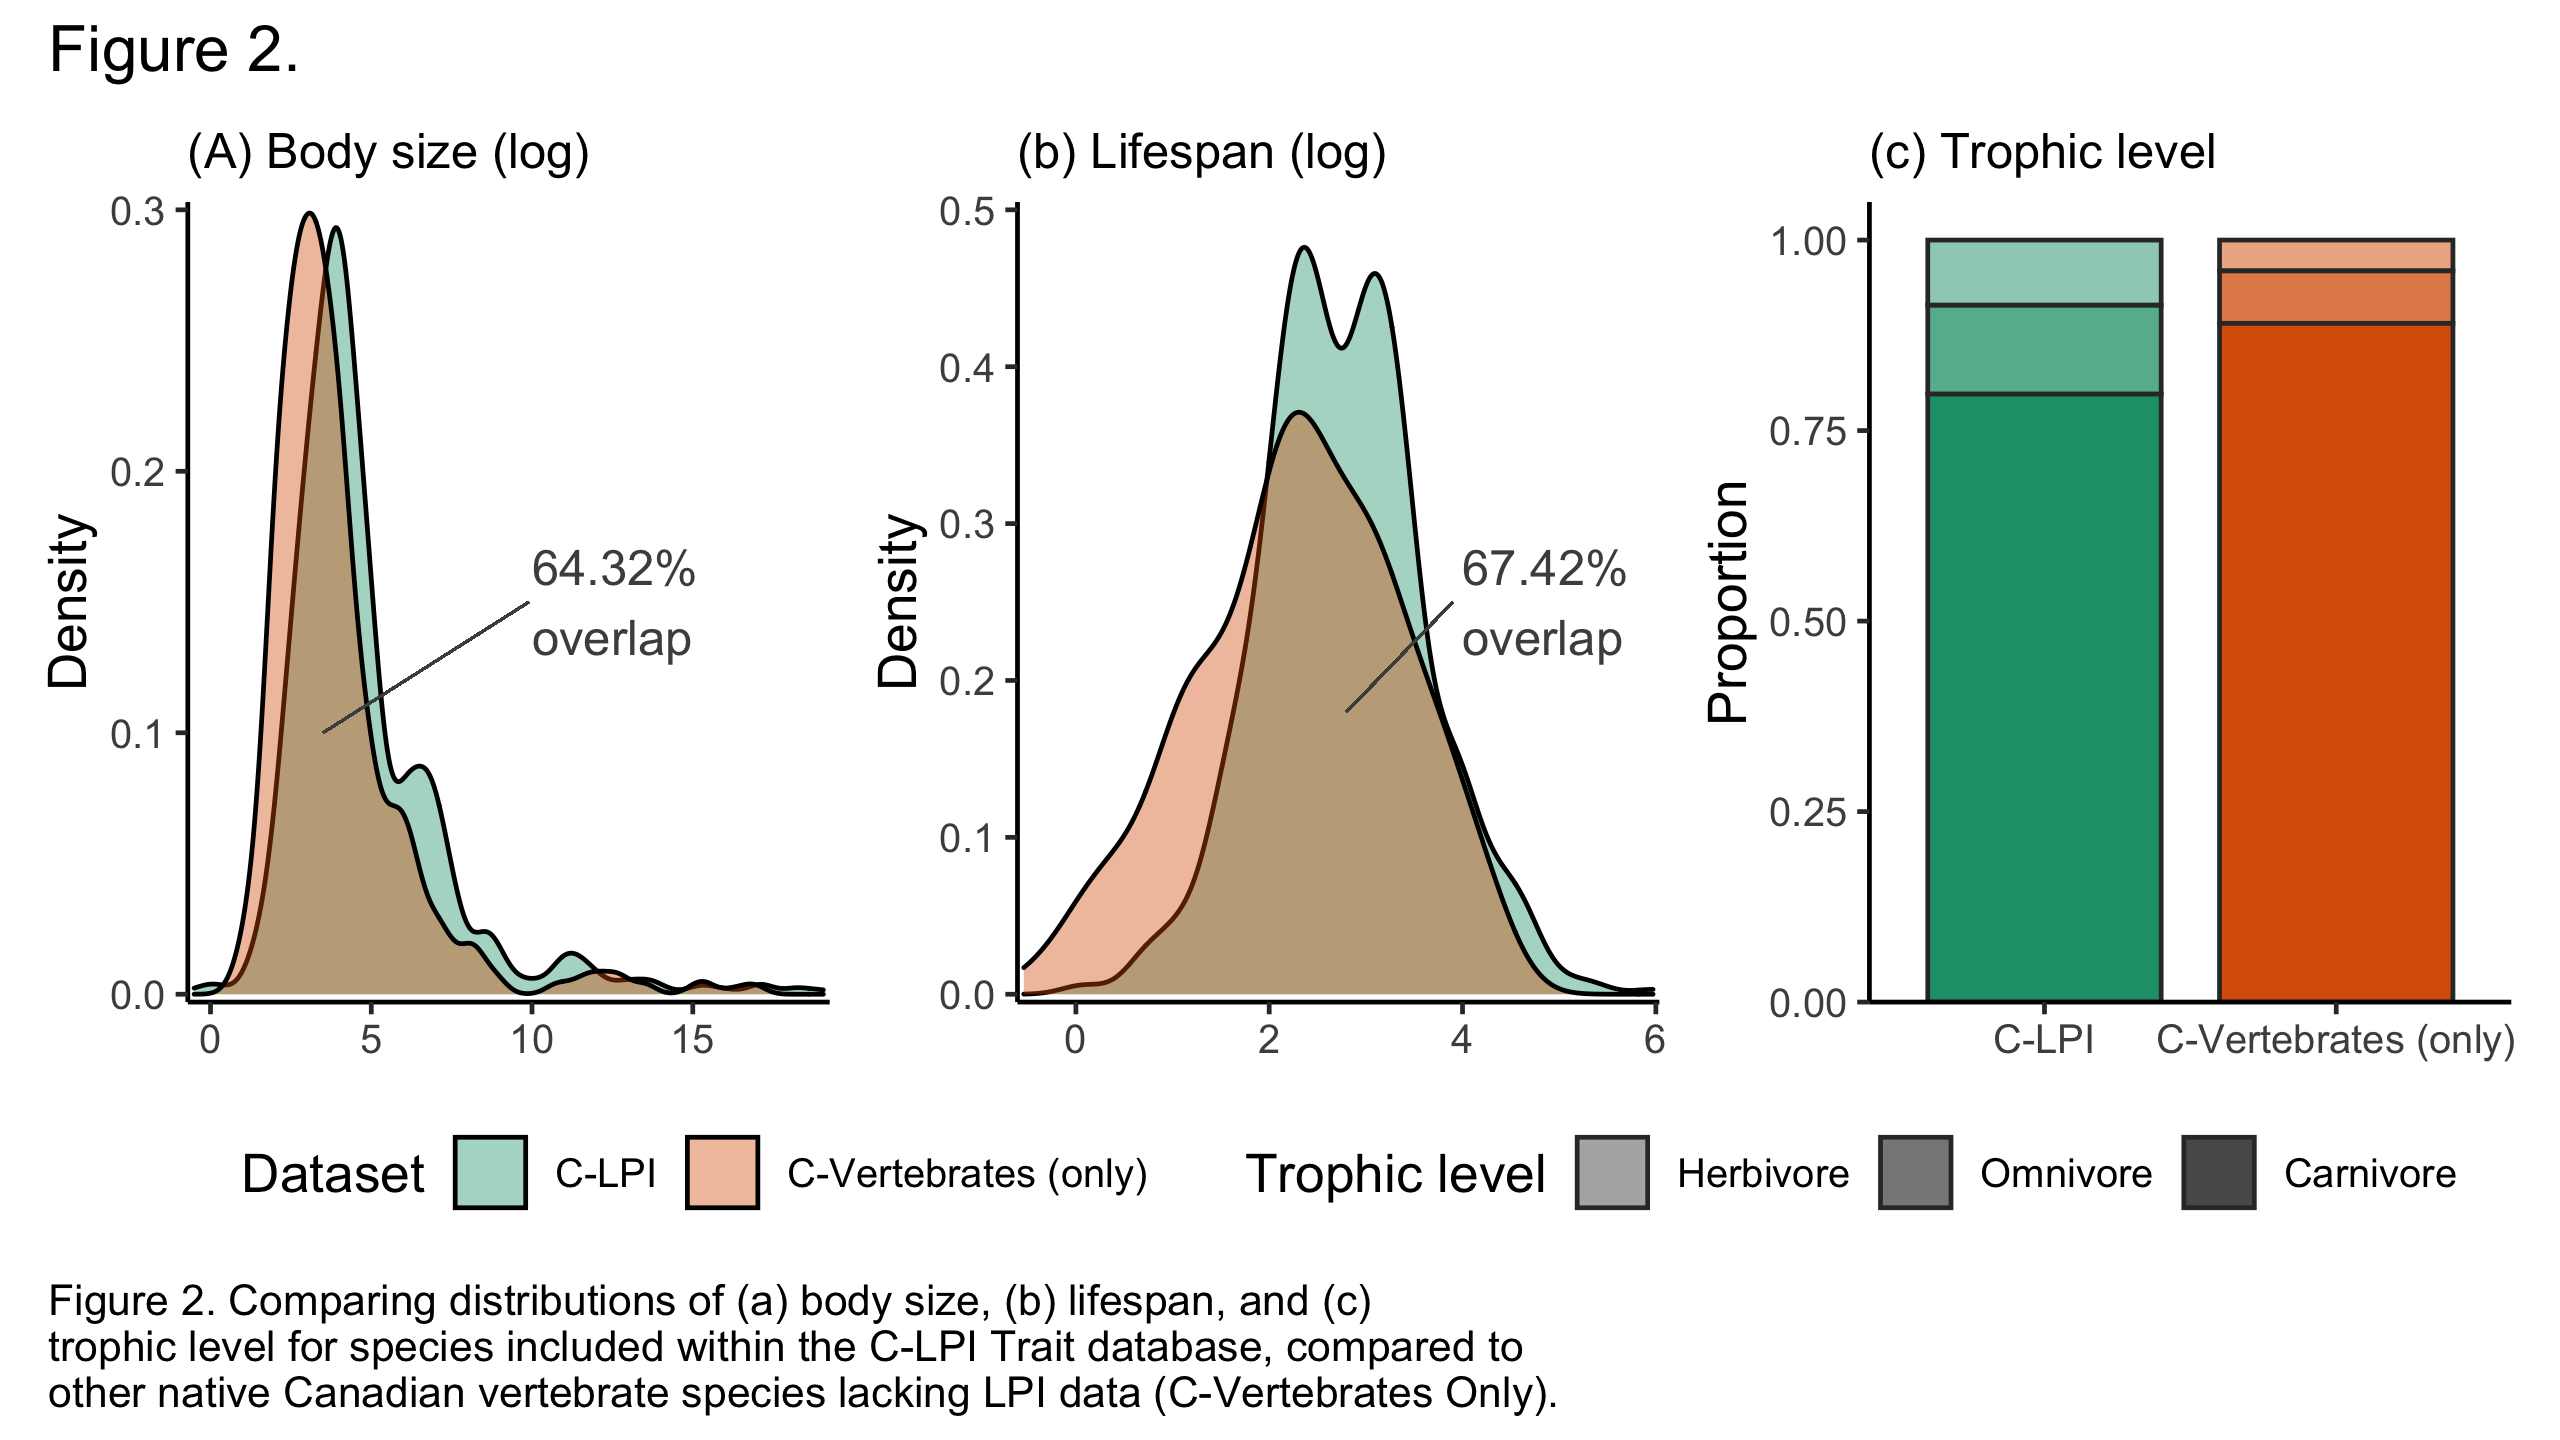 Figure 2.
(A) Body size (log)
0.3
0.2
0.1
0.0
Density
64.32%
overlap
0 5 10 15
(b) Lifespan (log)
0.5
0.4
0.3
0.2
0.1
0.0
Density
67.42%
overlap
0 2 4 6
(c) Trophic level
1.00
0.75
0.50
0.25
0.00
Proportion
C-LPI C-Vertebrates (only)
Dataset C-LPI C-Vertebrates (only) Trophic level Herbivore Omnivore Carnivore
Figure 2. Comparing distributions of (a) body size, (b) lifespan, and (c)
trophic level for species included within the C-LPI Trait database, compared to
other native Canadian vertebrate species lacking LPI data (C-Vertebrates Only).